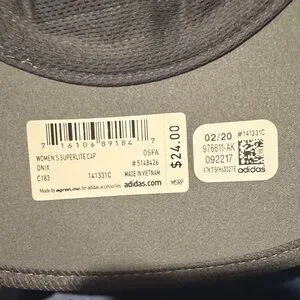 7 16106 89184 7
WOMEN'S SUPERLITE CAP OSFA
ONIX #5148426
C183 141331C MADE IN VIETNAM
Made by agron,inc. for adidas accessories adidas.com
$24.00
MSRP
02/20 #141331C
976611-AK
092217
adidas